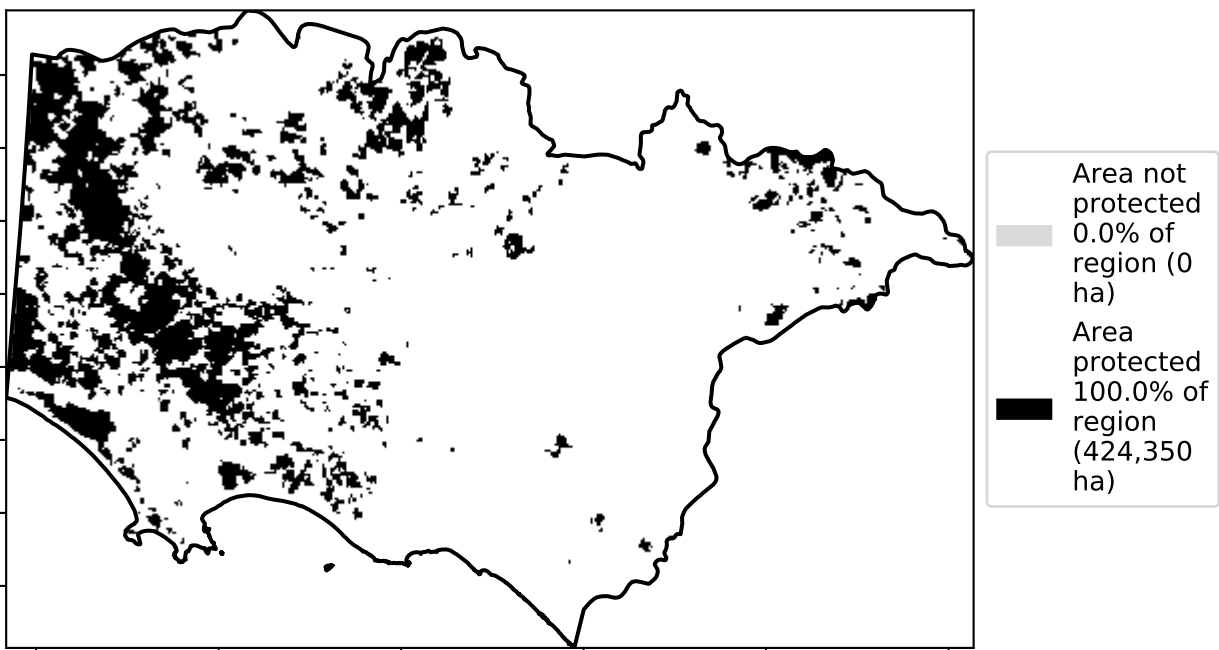 Area not
protected
0.0% of
region (0
ha)
Area
protected
100.0% of
region
(424,350
ha)